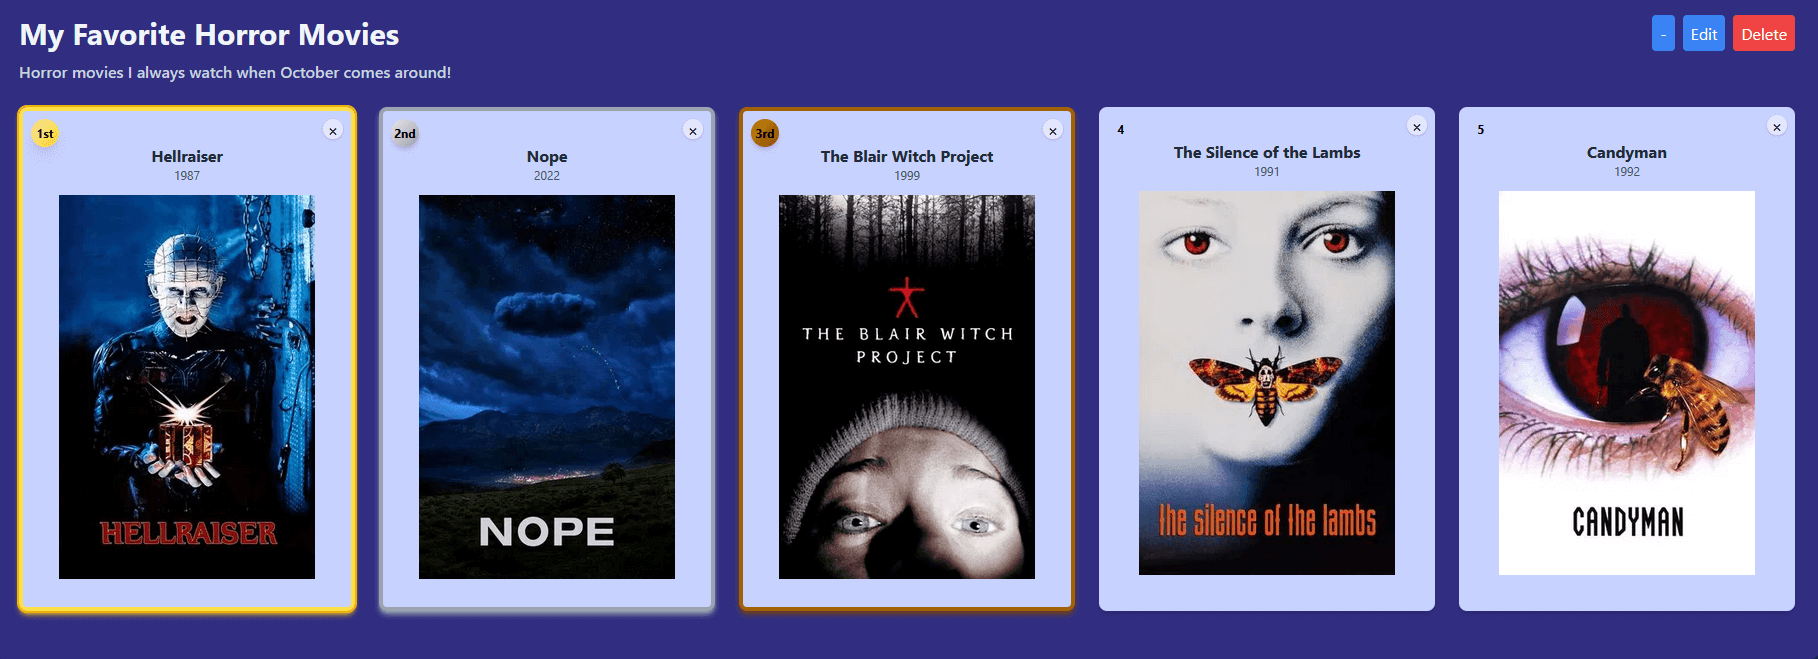 My Favorite Horror Movies
- Edit Delete
Horror movies I always watch when October comes around!
1st ×
Hellraiser
1987
HELLRAISER
2nd ×
Nope
2022
NOPE
3rd ×
The Blair Witch Project
1999
THE BLAIR WITCH
PROJECT
4 ×
The Silence of the Lambs
1991
the silence of the lambs
5 ×
Candyman
1992
CANDYMAN